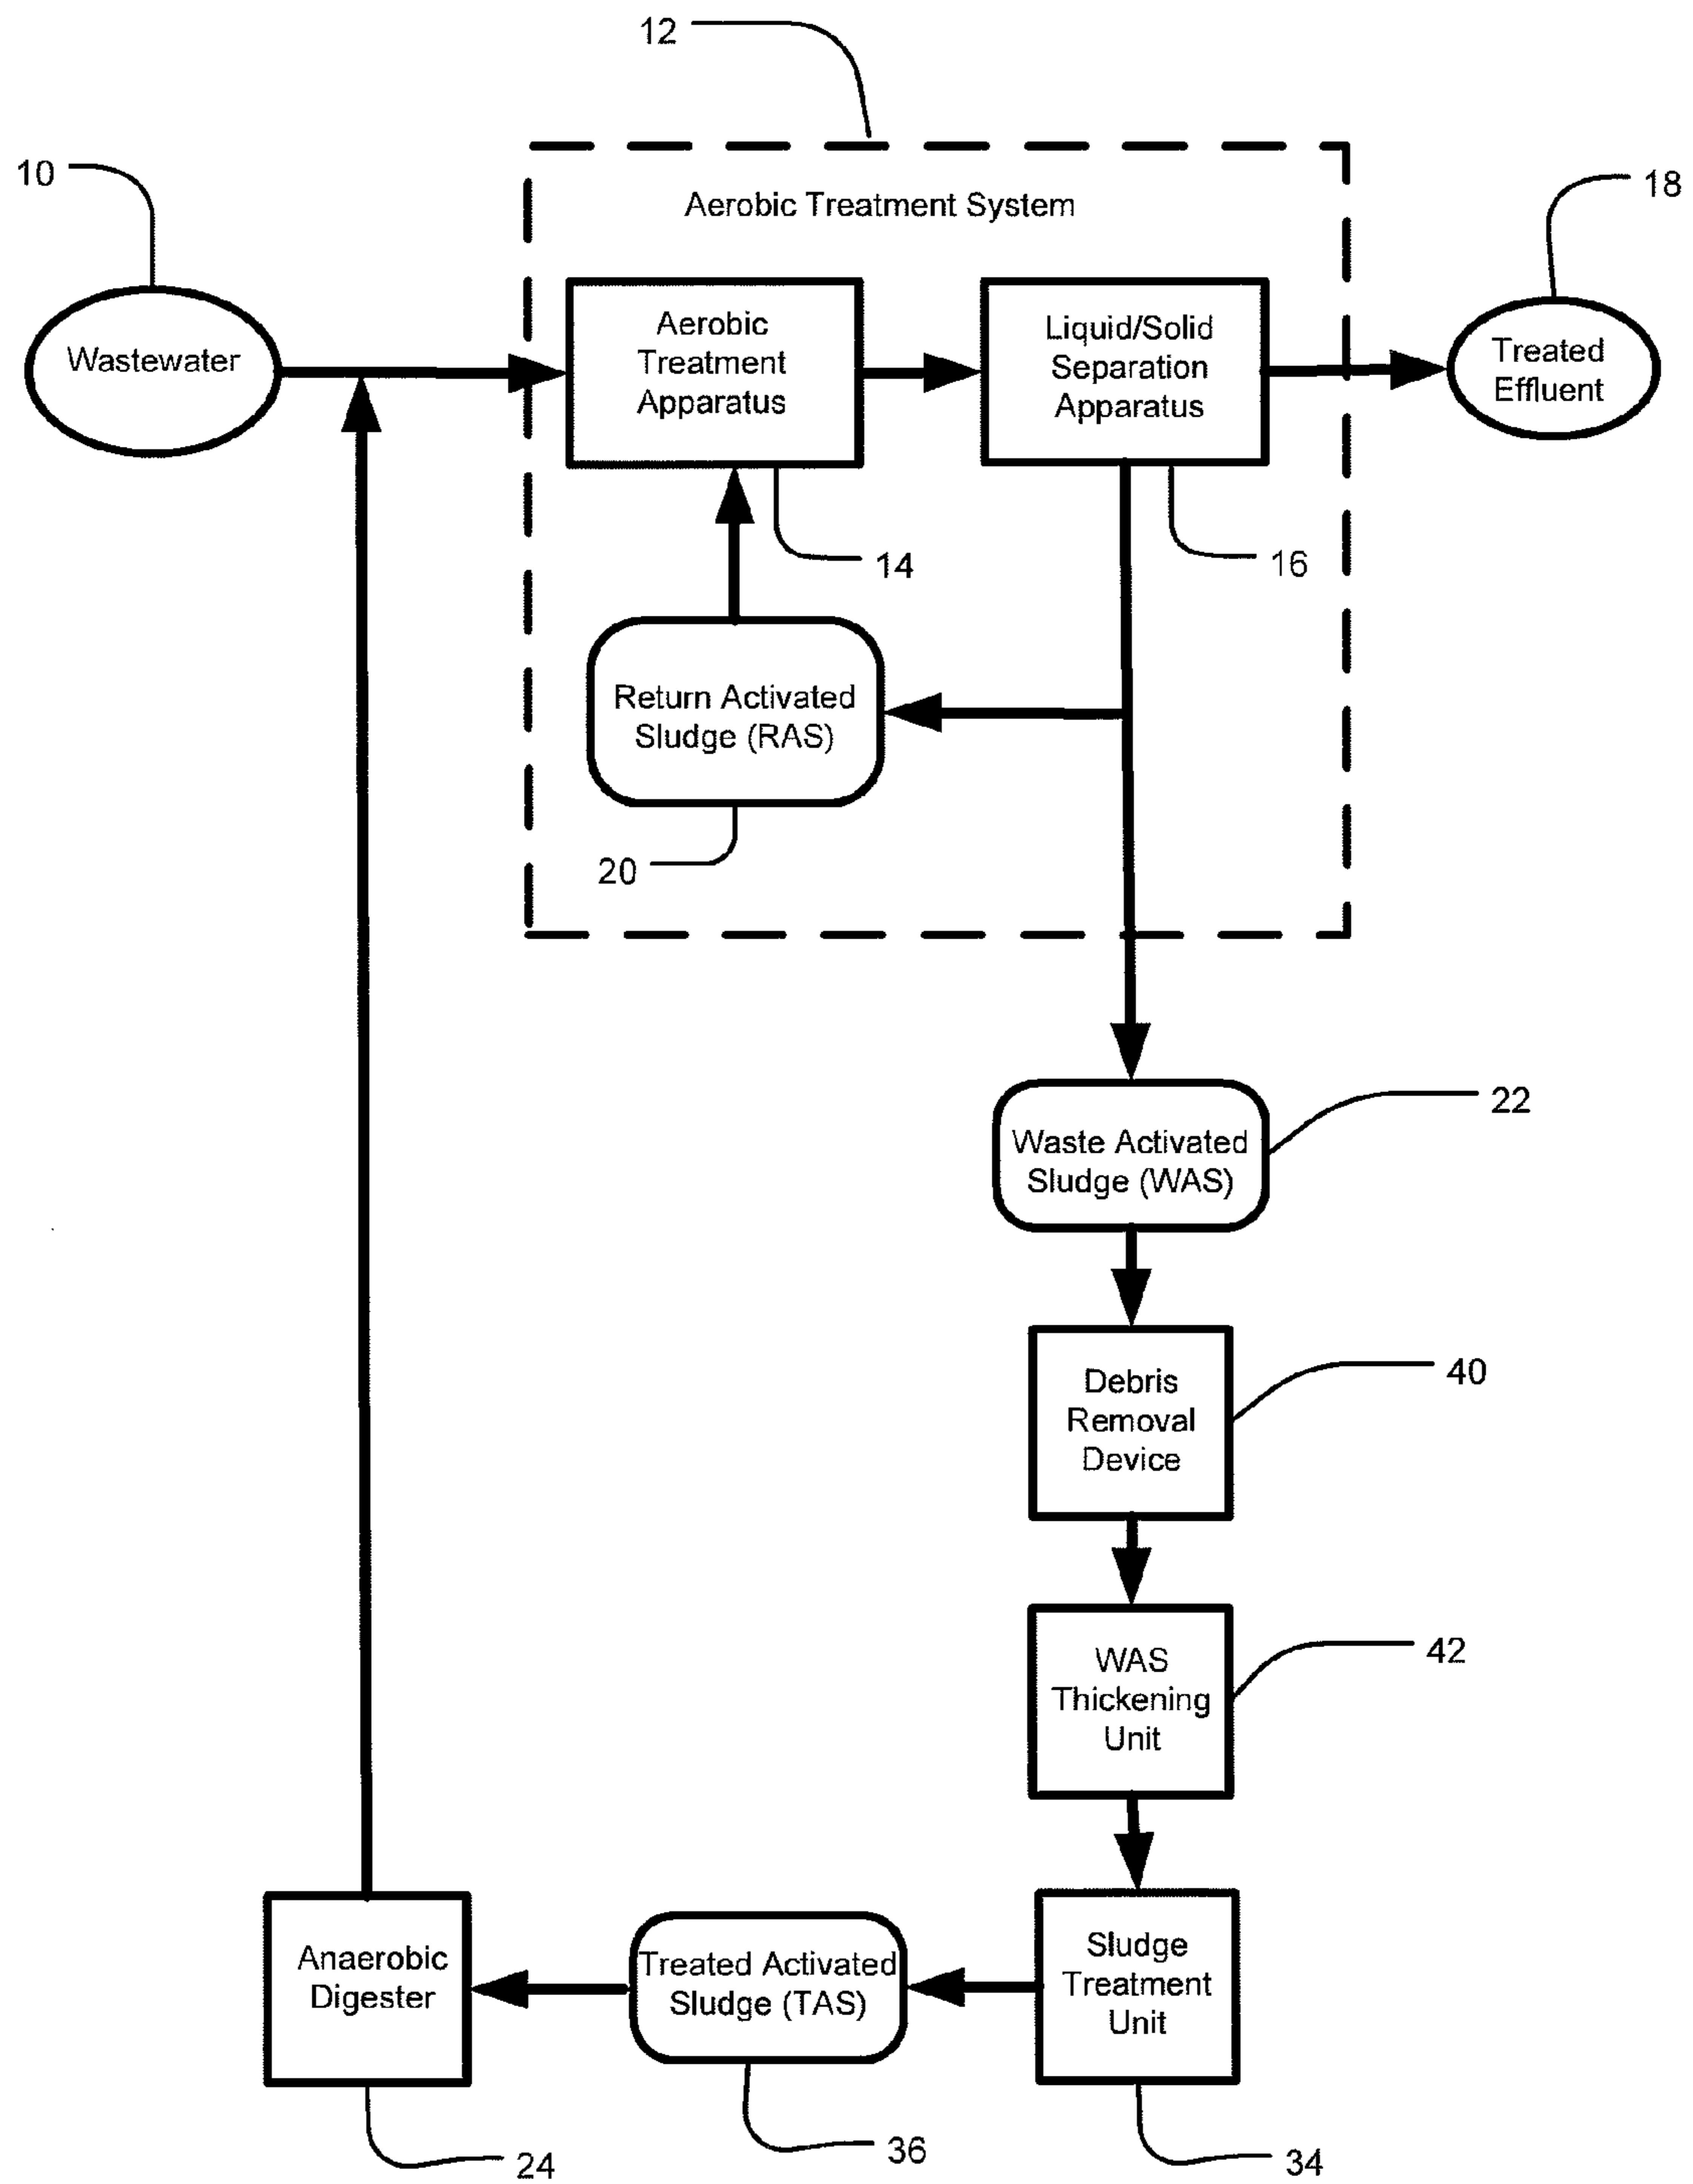 12
10
18
Aerobic Treatment System
Wastewater
Aerobic
Treatment
Apparatus
Liquid/Solid
Separation
Apparatus
Treated
Effluent
14
16
Return Activated
Sludge (RAS)
20
22
Waste Activated
Sludge (WAS)
40
Debris
Removal
Device
42
WAS
Thickening
Unit
Anaerobic
Digester
Treated Activated
Sludge (TAS)
Sludge
Treatment
Unit
24
36
34